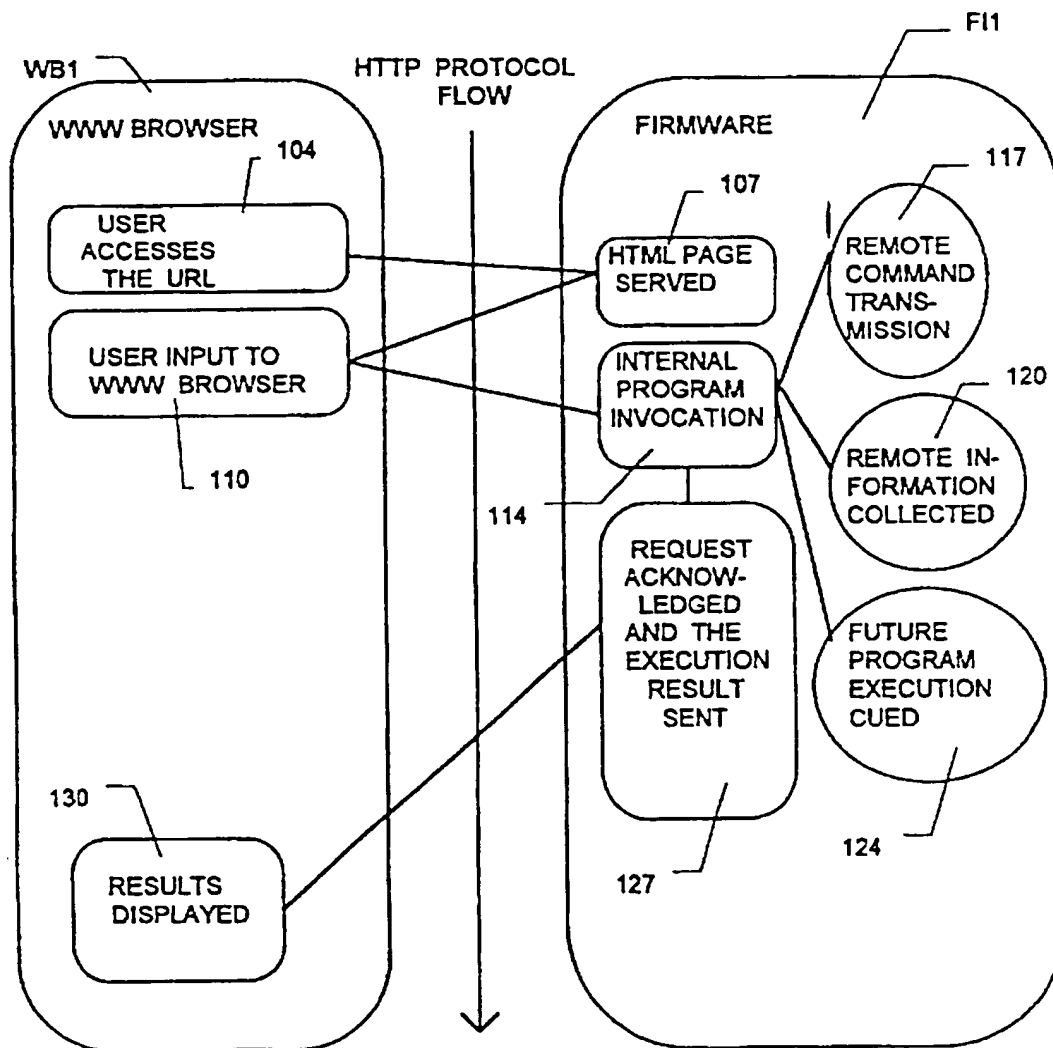 WB1
WWW BROWSER
104
USER
ACCESSES
THE URL
USER INPUT TO
WWW BROWSER
110
130
RESULTS
DISPLAYED
HTTP PROTOCOL
FLOW
FI1
FIRMWARE
107
HTML PAGE
SERVED
INTERNAL
PROGRAM
INVOCATION
114
REQUEST
ACKNOW-
LEDGED
AND THE
EXECUTION
RESULT
SENT
127
117
REMOTE
COMMAND
TRANS-
MISSION
120
REMOTE IN-
FORMATION
COLLECTED
FUTURE
PROGRAM
EXECUTION
CUED
124